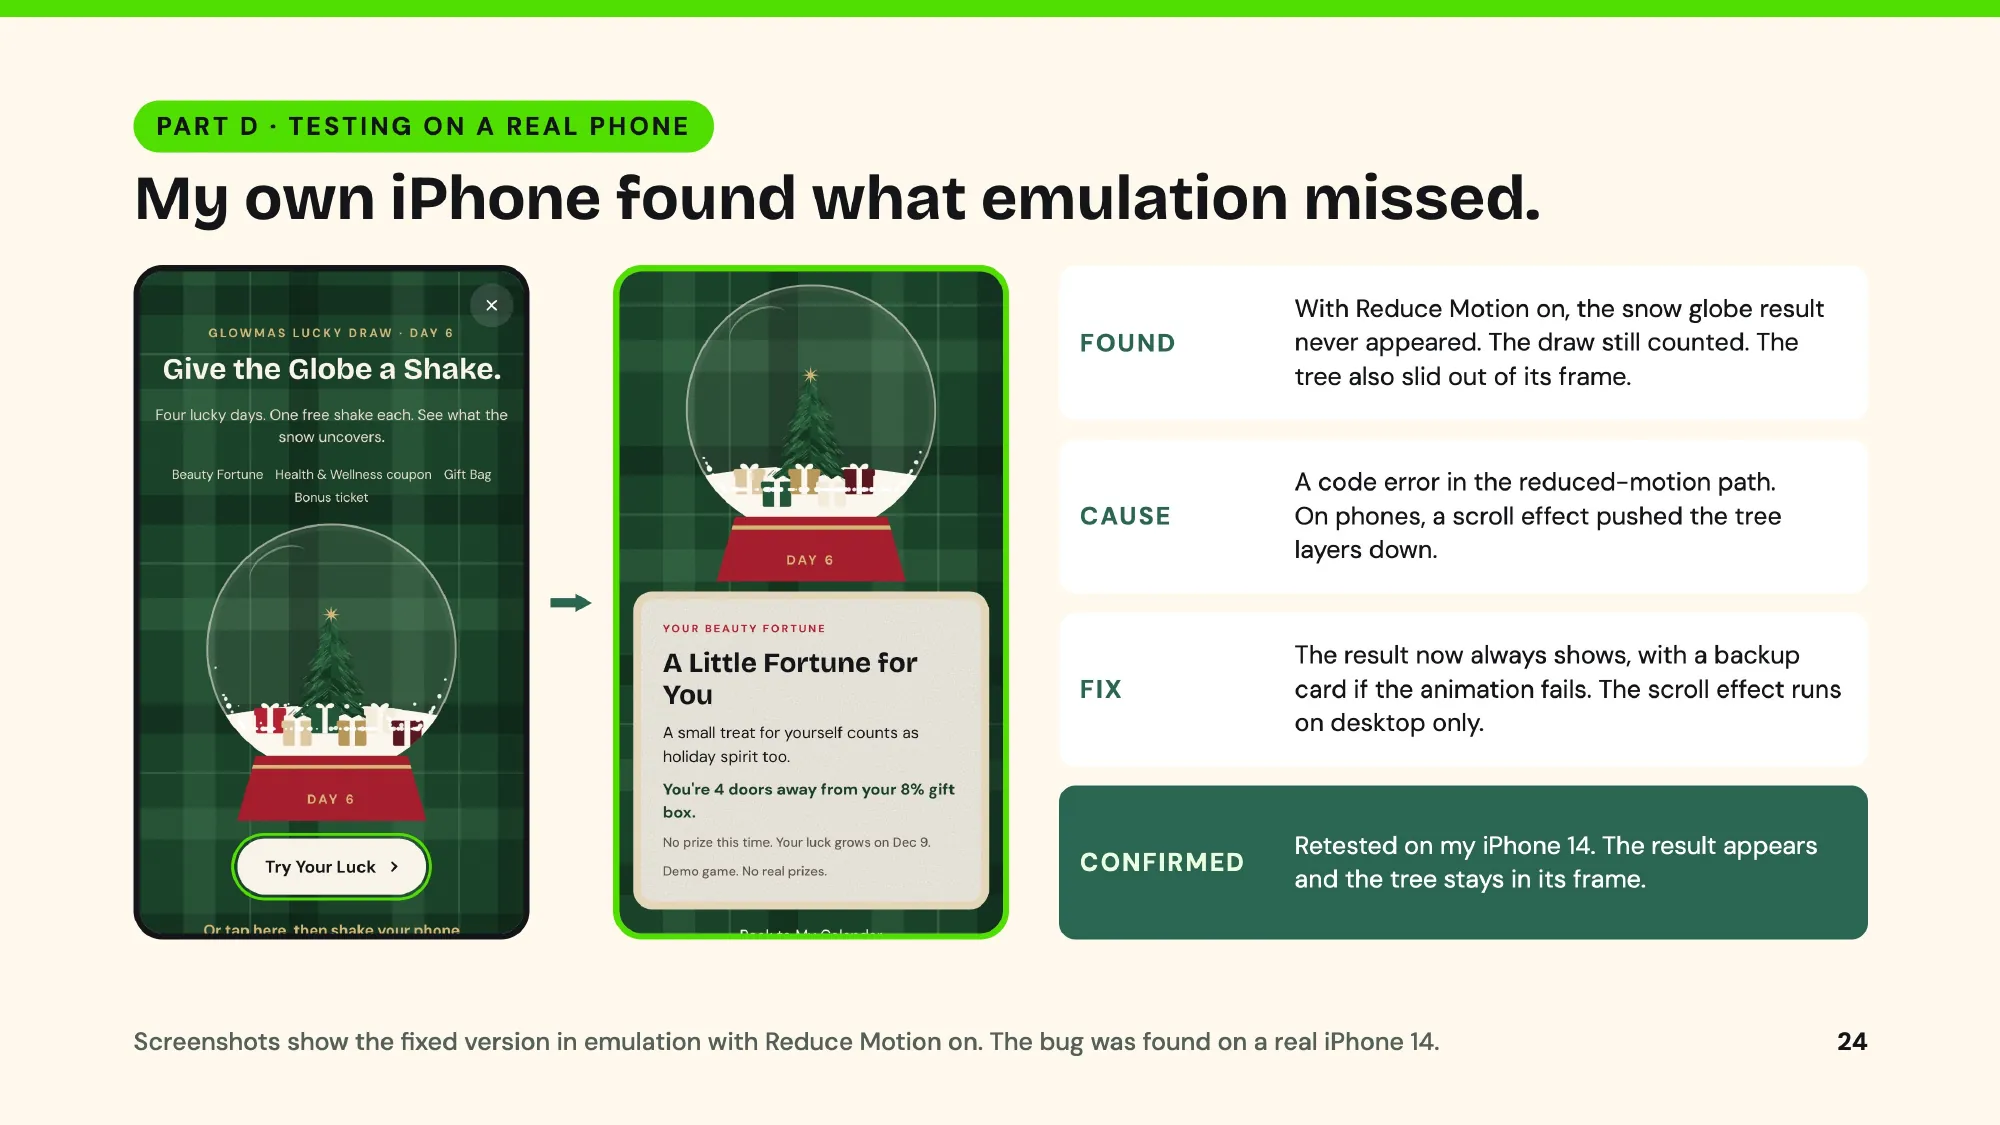 PART D · TESTING ON A REAL PHONE
My own iPhone found what emulation missed.
×
GLOWMAS LUCKY DRAW · DAY 6
Give the Globe a Shake.
Four lucky days. One free shake each. See what the
snow uncovers.
Beauty Fortune Health & Wellness coupon Gift Bag
Bonus ticket
DAY 6
Try Your Luck ›
Or tap here, then shake your phone
DAY 6
YOUR BEAUTY FORTUNE
A Little Fortune for
You
A small treat for yourself counts as
holiday spirit too.
You're 4 doors away from your 8% gift
box.
No prize this time. Your luck grows on Dec 9.
Demo game. No real prizes.
Back to My Calendar
FOUND
With Reduce Motion on, the snow globe result
never appeared. The draw still counted. The
tree also slid out of its frame.
CAUSE
A code error in the reduced-motion path.
On phones, a scroll effect pushed the tree
layers down.
FIX
The result now always shows, with a backup
card if the animation fails. The scroll effect runs
on desktop only.
CONFIRMED
Retested on my iPhone 14. The result appears
and the tree stays in its frame.
Screenshots show the fixed version in emulation with Reduce Motion on. The bug was found on a real iPhone 14.
24